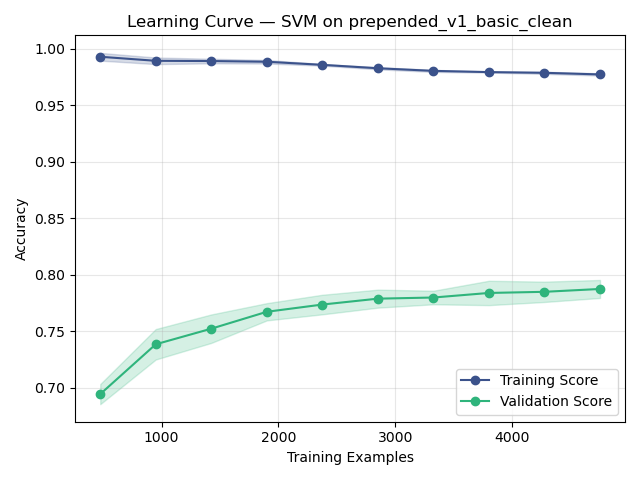 Learning Curve — SVM on prepended_v1_basic_clean
1.00
0.95
0.90
0.85
0.80
0.75
0.70
Accuracy
1000
2000
3000
4000
Training Examples
Training Score
Validation Score